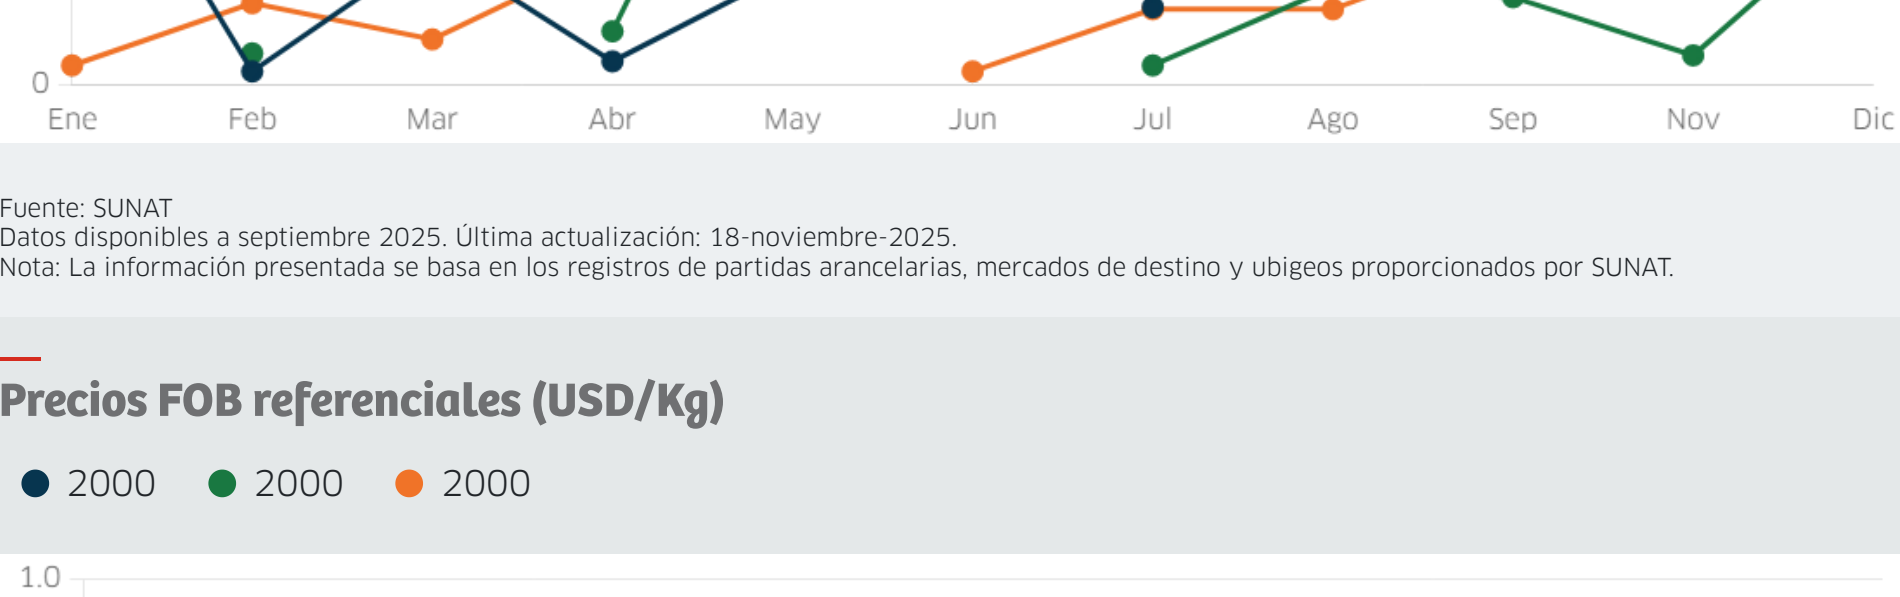 0
Ene Feb Mar Abr May Jun Jul Ago Sep Nov Dic
Fuente: SUNAT
Datos disponibles a septiembre 2025. Última actualización: 18-noviembre-2025.
Nota: La información presentada se basa en los registros de partidas arancelarias, mercados de destino y ubigeos proporcionados por SUNAT.
Precios FOB referenciales (USD/Kg)
2000 2000 2000
1.0